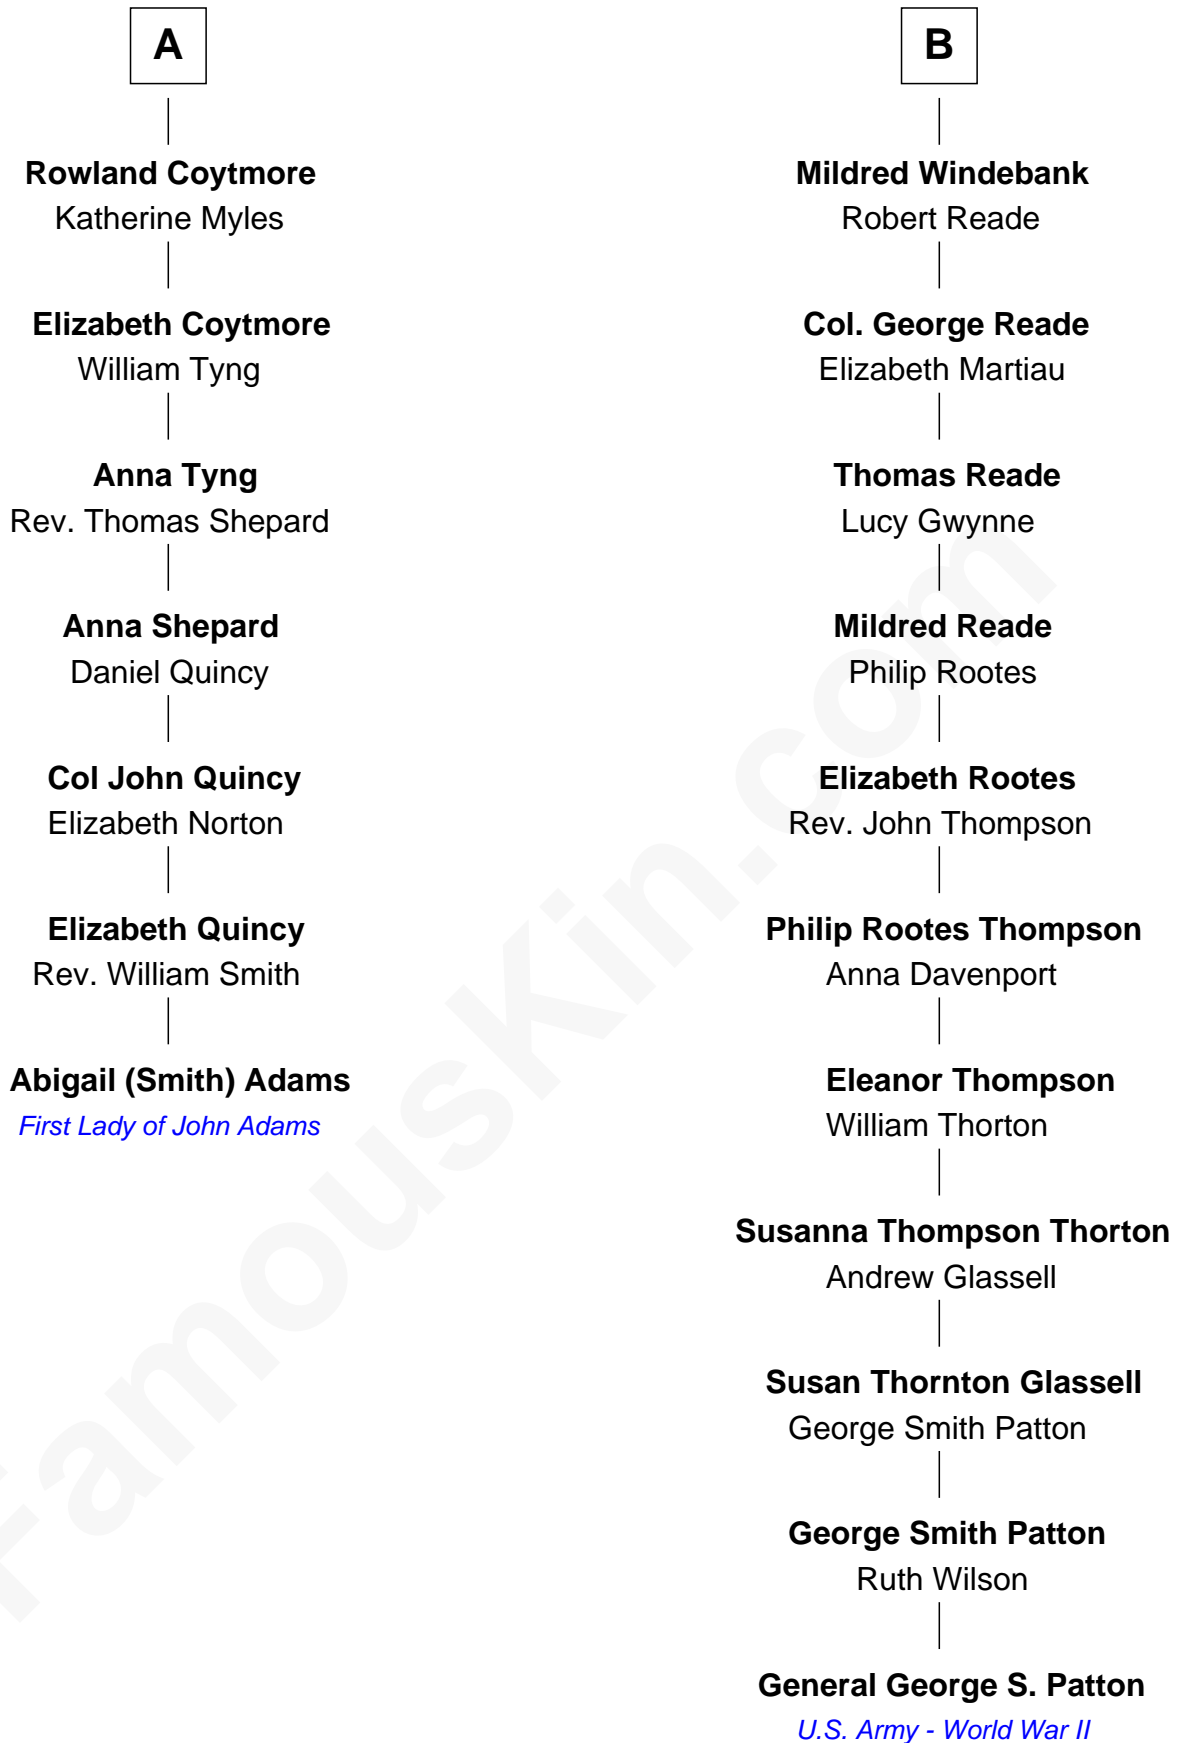 A
Rowland Coytmore
Katherine Myles
Elizabeth Coytmore
William Tyng
Anna Tyng
Rev. Thomas Shepard
Anna Shepard
Daniel Quincy
Col John Quincy
Elizabeth Norton
Elizabeth Quincy
Rev. William Smith
Abigail (Smith) Adams
First Lady of John Adams
B
Mildred Windebank
Robert Reade
Col. George Reade
Elizabeth Martiau
Thomas Reade
Lucy Gwynne
Mildred Reade
Philip Rootes
Elizabeth Rootes
Rev. John Thompson
Philip Rootes Thompson
Anna Davenport
Eleanor Thompson
William Thorton
Susanna Thompson Thorton
Andrew Glassell
Susan Thornton Glassell
George Smith Patton
George Smith Patton
Ruth Wilson
General George S. Patton
U.S. Army - World War II
FamousKin.com